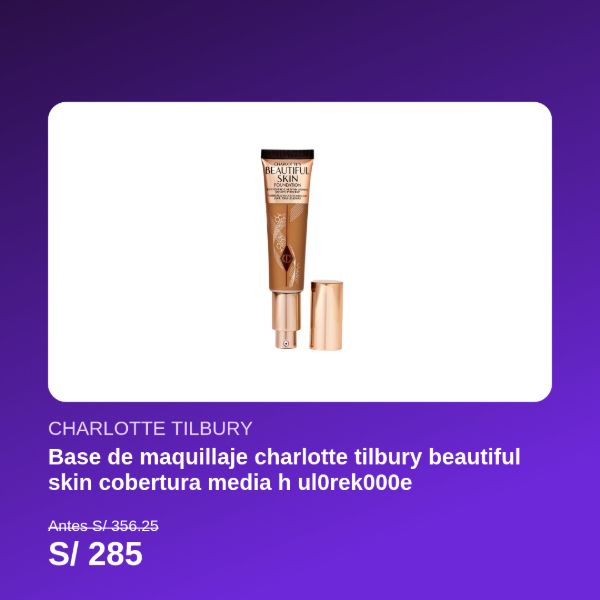 CHARLOTTE'S
BEAUTIFUL
SKIN
FOUNDATION
CHARLOTTE TILBURY
Base de maquillaje charlotte tilbury beautiful
skin cobertura media h ul0rek000e
Antes S/ 356.25
S/ 285